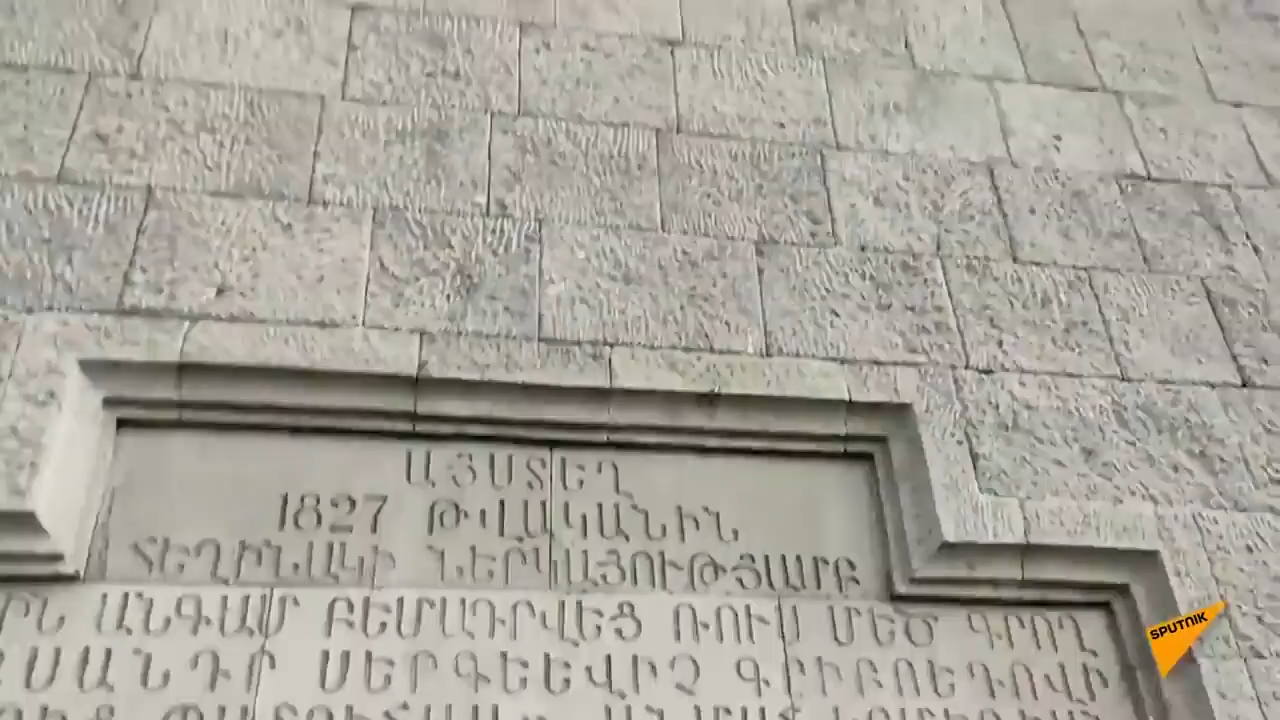 ԱՅՍՏԵՂ
1827 ԹՎԱԿԱՆԻՆ
ՀԵՂԻՆԱԿԻ ՆԵՐԿԱՅՈՒԹՅԱՄԲ
ԱՆԳԱՄ ԲԵՄԱԴՐՎԵՑ ՌՈՒՍ ՄԵԾ ԳՐՈՂ
ՍԵՐԳԵԵՎԻՉ ԳՐԻԲՈԵԴՈՎԻ
SPUTNIK